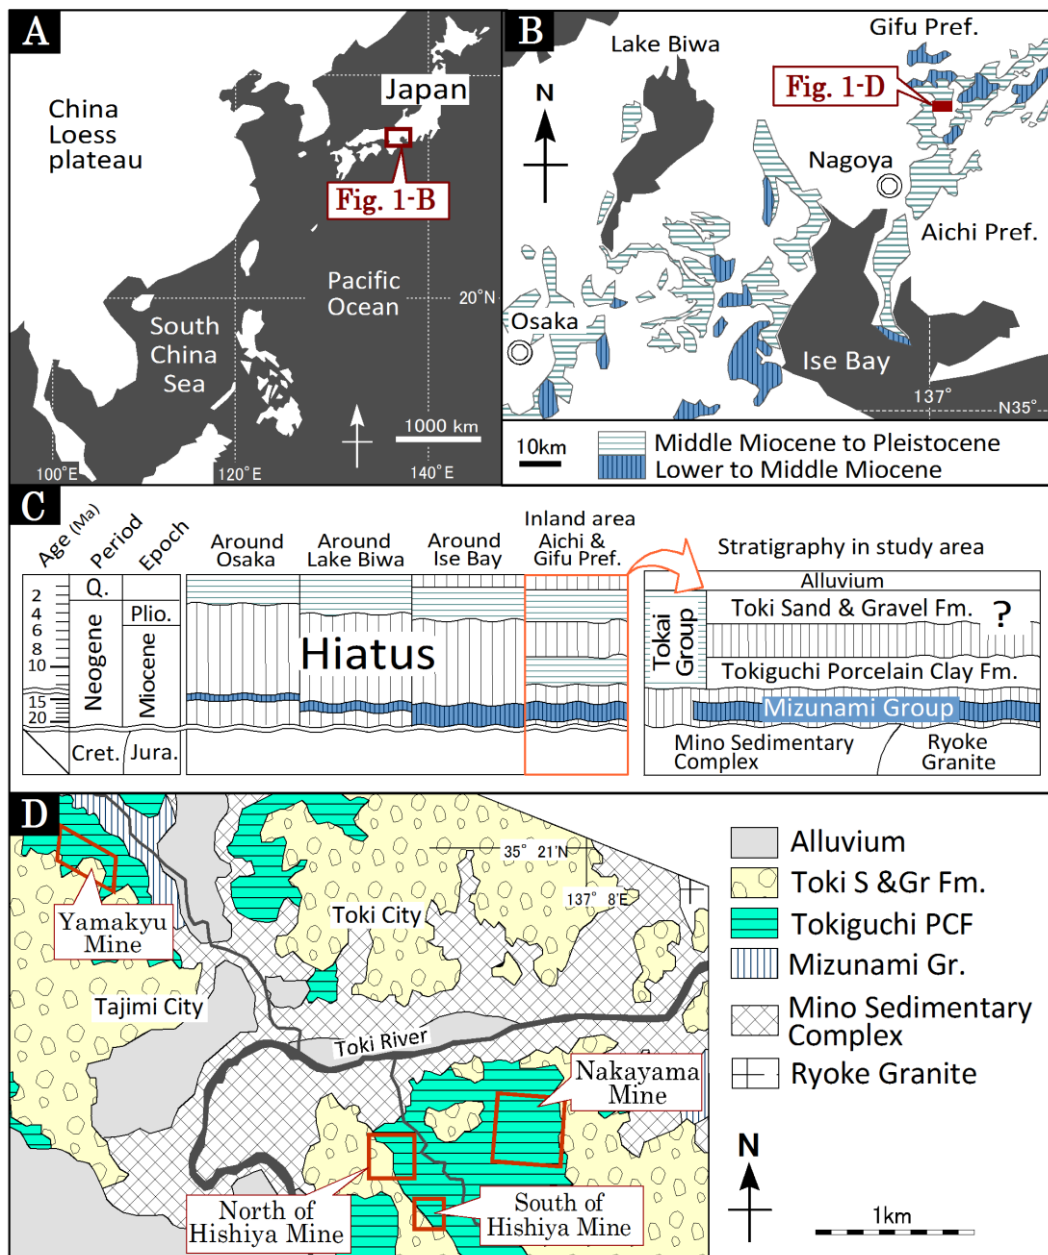 A
China
Loess
plateau
Japan
Fig. 1-B
Pacific
Ocean
20°N
South
China
Sea
1000 km
100°E
120°E
140°E
B
Lake Biwa
Gifu Pref.
N
Fig. 1-D
Nagoya
Aichi Pref.
Osaka
Ise Bay
137°
N35°
10km
Middle Miocene to Pleistocene
Lower to Middle Miocene
C
Age (Ma)
Period
Epoch
Around
Osaka
Around
Lake Biwa
Around
Ise Bay
Inland area
Aichi &
Gifu Pref.
Stratigraphy in study area
2
4
6
8
10
15
20
Q.
Neogene
Plio.
Miocene
Cret.
Jura.
Hiatus
Alluvium
Tokai
Group
Toki Sand & Gravel Fm.
?
Tokiguchi Porcelain Clay Fm.
Mizunami Group
Mino Sedimentary
Complex
Ryoke
Granite
D
35° 21'N
137° 8'E
Yamakyu
Mine
Toki City
Tajimi City
Toki River
Nakayama
Mine
North of
Hishiya Mine
South of
Hishiya Mine
Alluvium
Toki S &Gr Fm.
Tokiguchi PCF
Mizunami Gr.
Mino Sedimentary
Complex
Ryoke Granite
N
1km